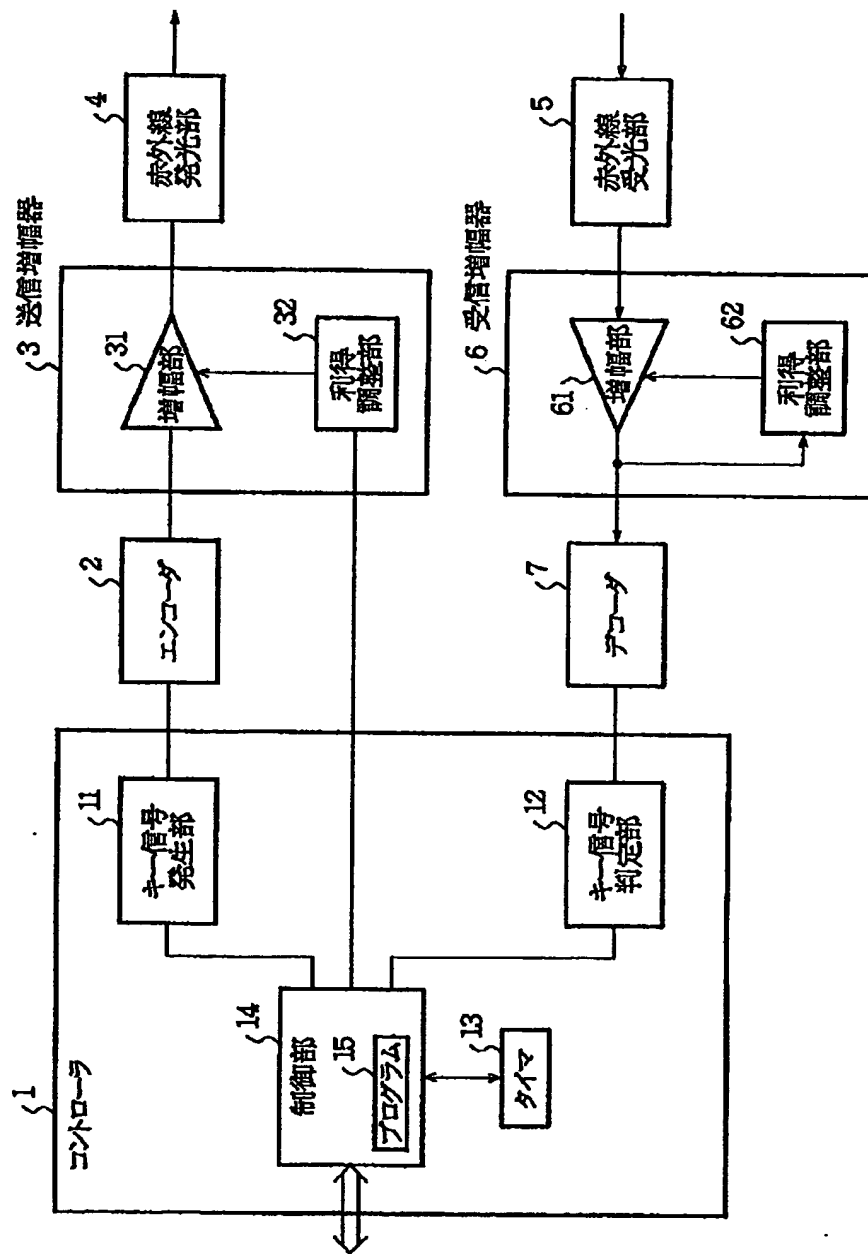 1
コントローラ
14
制御部
15
プログラム
13
タイマ
11
キー信号
発生部
12
キー信号
判定部
2
エンコーダ
3 送信増幅器
31
増幅部
32
利得
調整部
4
赤外線
発光部
5
赤外線
受光部
6 受信増幅器
61
増幅部
62
利得
調整部
7
デコーダ